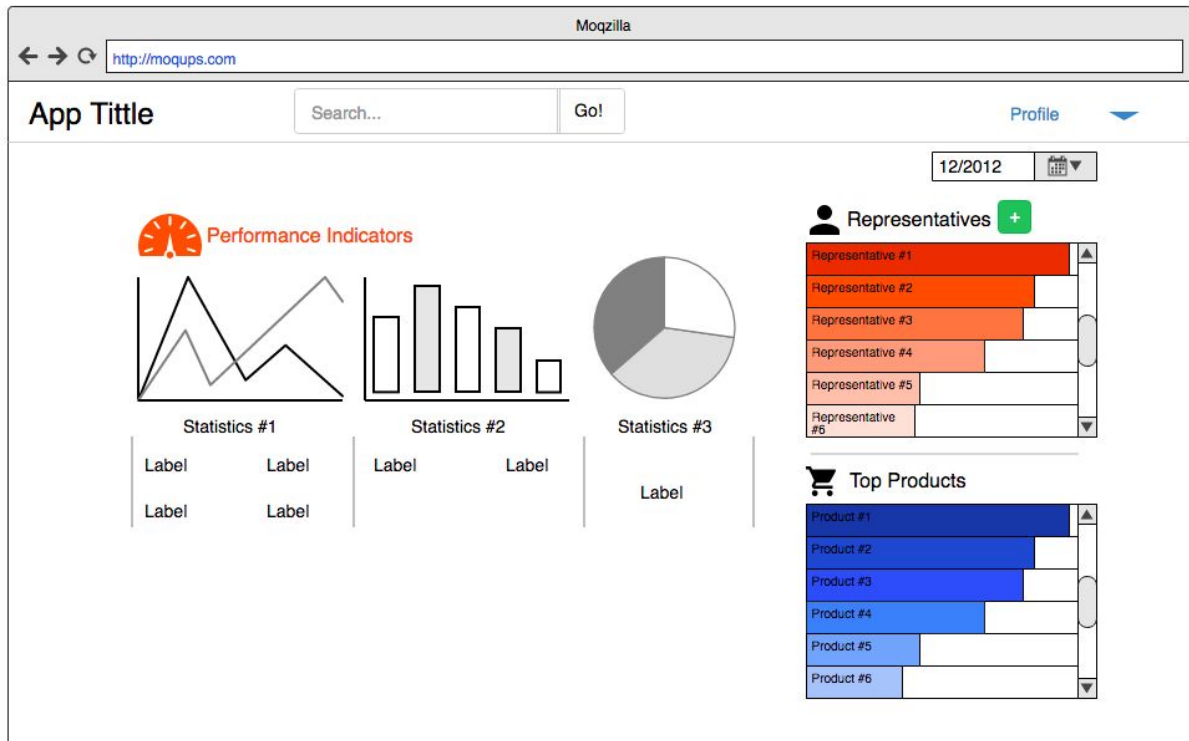 Moqzilla
http://moqups.com
App Tittle
Search...
Go!
Profile
12/2012
Performance Indicators
Statistics #1
Statistics #2
Statistics #3
Label
Label
Label
Label
Label
Label
Label
Representatives +
Representative #1
Representative #2
Representative #3
Representative #4
Representative #5
Representative
#6
Top Products
Product #1
Product #2
Product #3
Product #4
Product #5
Product #6